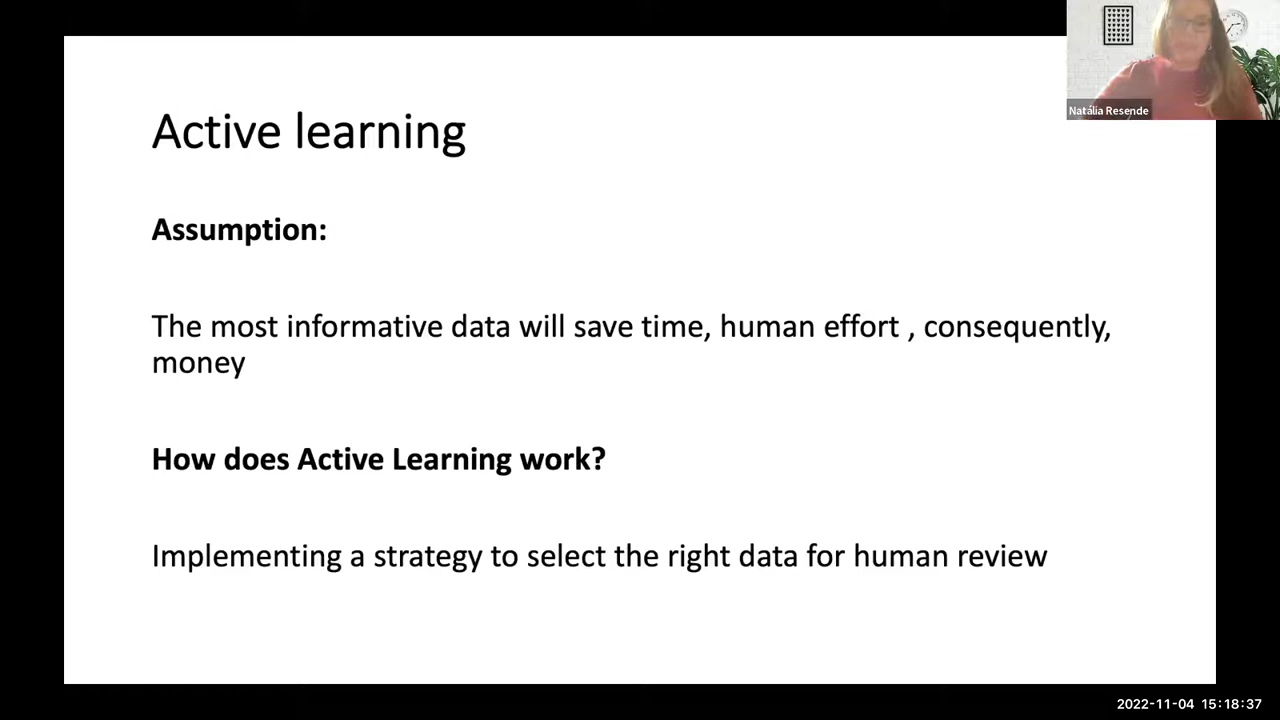 Active learning
Natália Resende
Assumption:
The most informative data will save time, human effort , consequently,
money
How does Active Learning work?
Implementing a strategy to select the right data for human review
2022-11-04 15:18:37